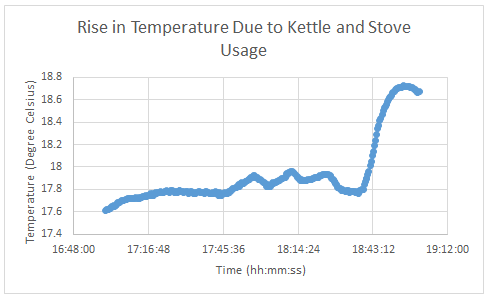 Rise in Temperature Due to Kettle and Stove
Usage
Temperature (Degree Celsius)
18.8
18.6
18.4
18.2
18
17.8
17.6
17.4
16:48:00 17:16:48 17:45:36 18:14:24 18:43:12 19:12:00
Time (hh:mm:ss)